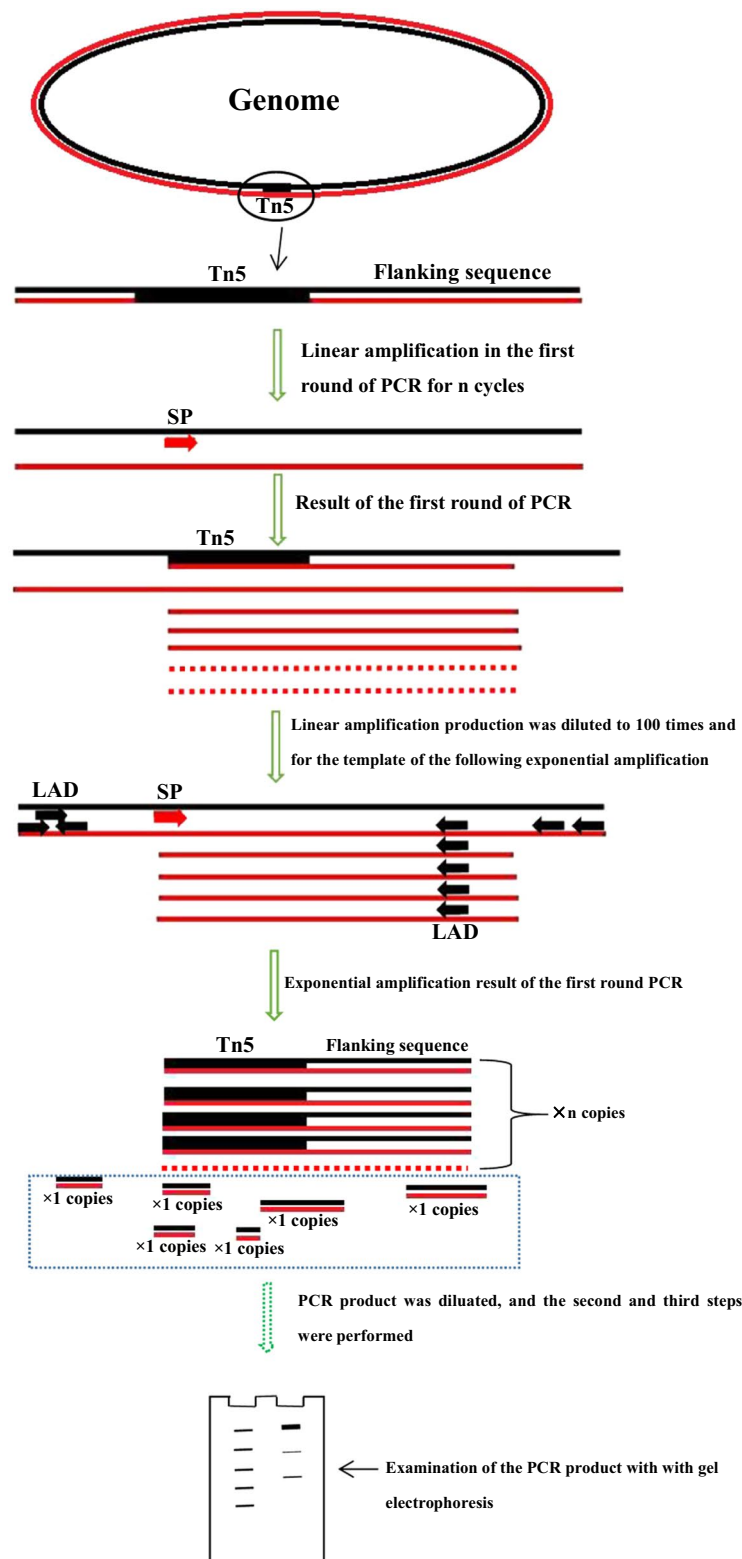 Genome
Tn5
Tn5 Flanking sequence
Linear amplification in the first
round of PCR for n cycles
SP
Result of the first round of PCR
Tn5
Linear amplification production was diluted to 100 times and
for the template of the following exponential amplification
LAD SP
LAD
Exponential amplification result of the first round PCR
Tn5 Flanking sequence
×n copies
×1 copies ×1 copies ×1 copies ×1 copies
×1 copies ×1 copies
PCR product was diluated, and the second and third steps
were performed
Examination of the PCR product with with gel
electrophoresis